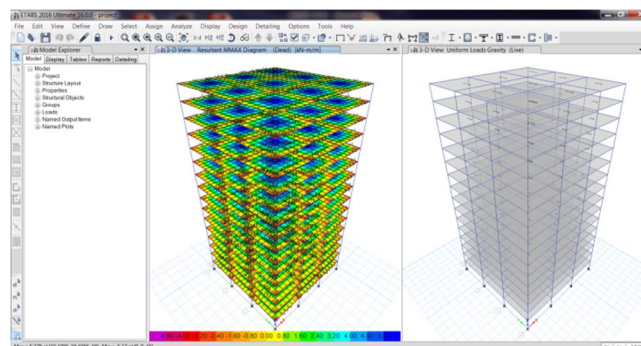 ETABS 2016 Ultimate 16.0.0 - project
File Edit View Define Draw Select Assign Analyze Display Design Detailing Options Tools Help
Model Explorer
3-D View Resultant MMAX Diagram (Dead) [kN-m/m]
3-D View Uniform Loads Gravity (Live)
Model Display Tables Reports Detailing
Model
Project
Structure Layout
Properties
Structural Objects
Groups
Loads
Named Output Items
Named Plots
-2.40 -1.60 -0.80 0.00 0.80 1.60 2.40 3.20 4.00